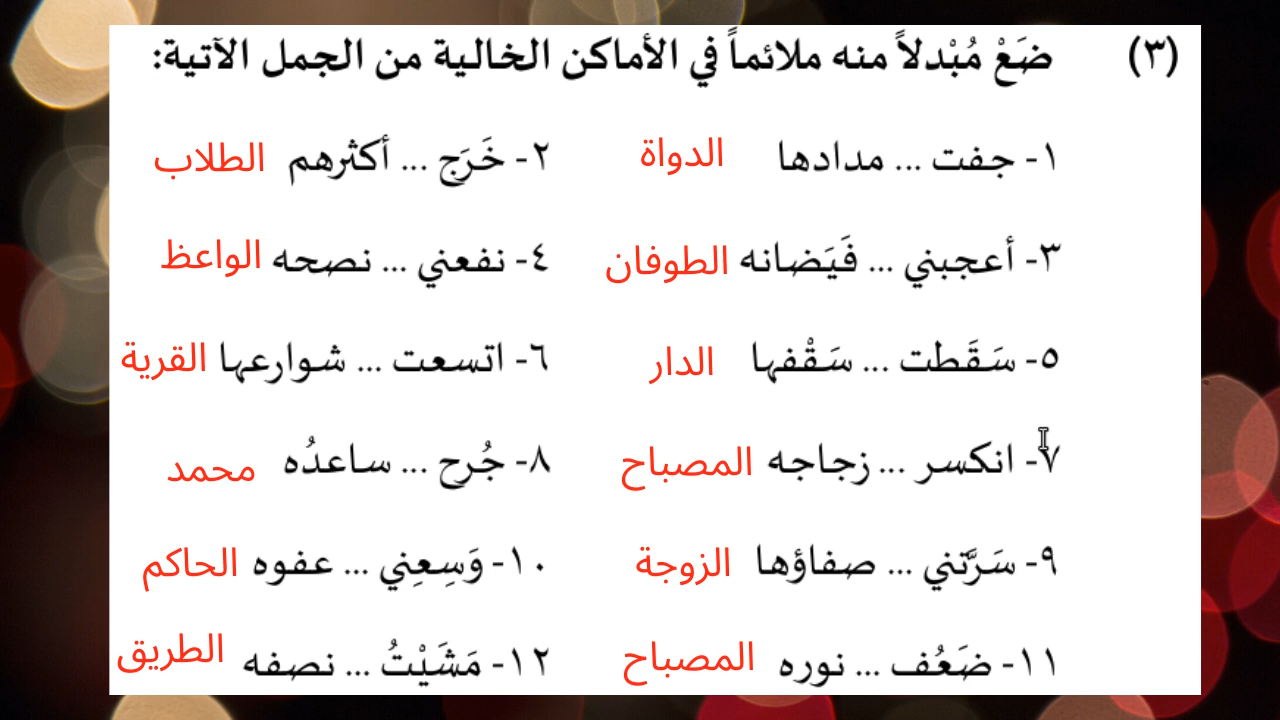 (٣) ضَعْ مُبْدلاً منه ملائماً في الأماكن الخالية من الجمل الآتية:
١- جفت ... مدادها الدواة ٢- خَرَج ... أكثرهم الطلاب
٣- أعجبني ... فَيَضانه الطوفان ٤- نفعني ... نصحه الواعظ
٥- سَقَطت ... سَقْفها الدار ٦- اتسعت ... شوارعها القرية
٧- انكسر ... زجاجه المصباح ٨- جُرح ... ساعدُه محمد
٩- سَرَّتني ... صفاؤها الزوجة ١٠- وَسِعِني ... عفوه الحاكم
١١- ضَعُف ... نوره المصباح ١٢- مَشَيْتُ ... نصفه الطريق